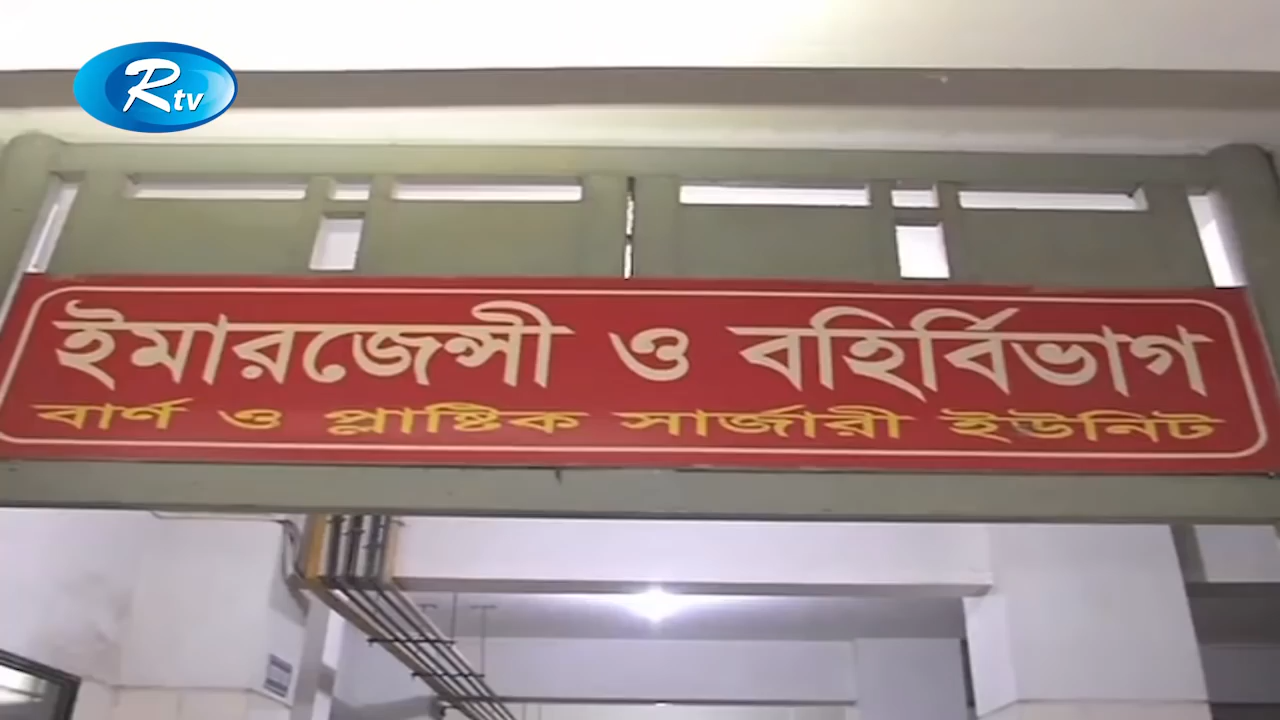 Rtv
ইমারজেন্সী ও বহির্বিভাগ
বার্ণ ও প্লাষ্টিক সার্জারী ইউনিট